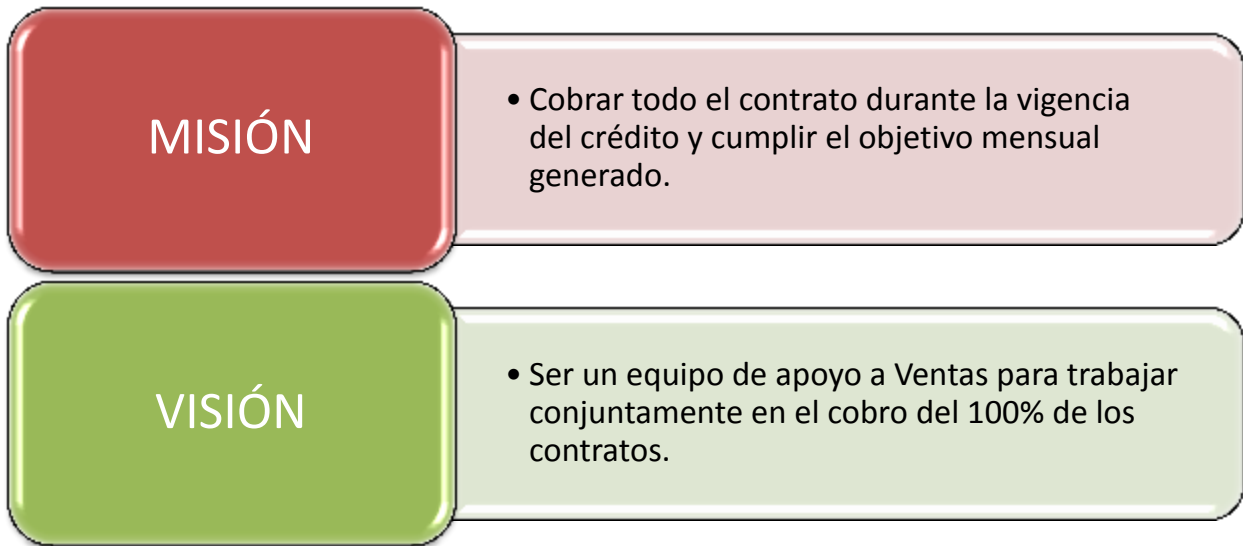 MISIÓN
• Cobrar todo el contrato durante la vigencia
del crédito y cumplir el objetivo mensual
generado.
VISIÓN
• Ser un equipo de apoyo a Ventas para trabajar
conjuntamente en el cobro del 100% de los
contratos.